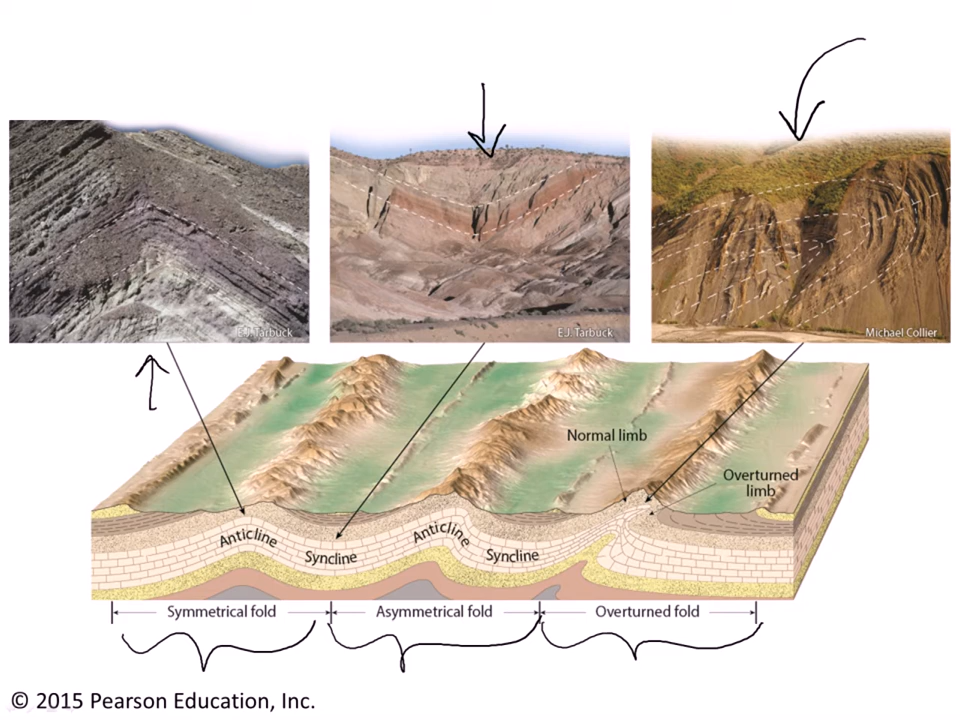 E.J. Tarbuck
E.J. Tarbuck
Michael Collier
Normal limb
Overturned
limb
Anticline
Syncline
Anticline
Syncline
Symmetrical fold
Asymmetrical fold
Overturned fold
© 2015 Pearson Education, Inc.